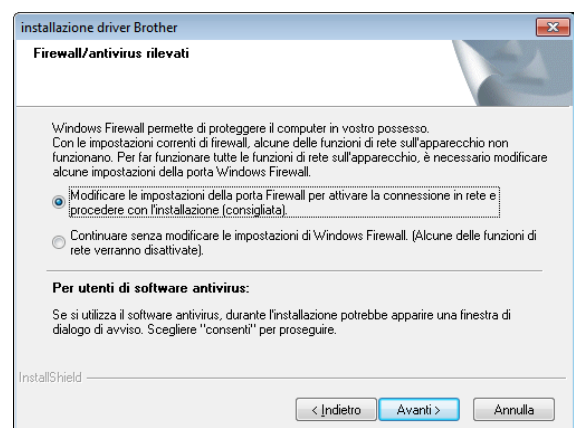 installazione driver Brother
Firewall/antivirus rilevati
Windows Firewall permette di proteggere il computer in vostro possesso.
Con le impostazioni correnti di firewall, alcune delle funzioni di rete sull'apparecchio non
funzionano. Per far funzionare tutte le funzioni di rete sull'apparecchio, è necessario modificare
alcune impostazioni della porta Windows Firewall.
Modificare le impostazioni della porta Firewall per attivare la connessione in rete e
procedere con l'installazione (consigliata).
Continuare senza modificare le impostazioni di Windows Firewall. (Alcune delle funzioni di
rete verranno disattivate).
Per utenti di software antivirus:
Se si utilizza il software antivirus, durante l'installazione potrebbe apparire una finestra di
dialogo di avviso. Scegliere "consenti" per proseguire.
InstallShield
< Indietro Avanti > Annulla